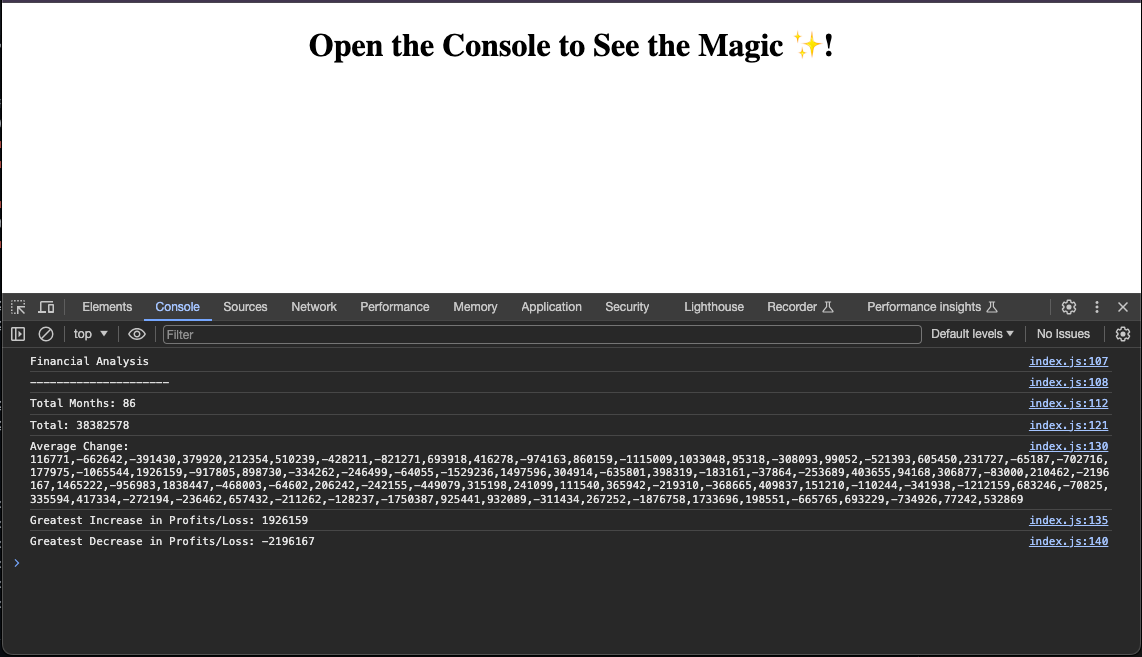 Open the Console to See the Magic ✨!
Elements Console Sources Network Performance Memory Application Security Lighthouse Recorder Performance insights
top Filter Default levels No Issues
Financial Analysis index.js:107
--------------------- index.js:108
Total Months: 86 index.js:112
Total: 38382578 index.js:121
Average Change: index.js:130
116771,-662642,-391430,379920,212354,510239,-428211,-821271,693918,416278,-974163,860159,-1115009,1033048,95318,-308093,99052,-521393,605450,231727,-65187,-702716,
177975,-1065544,1926159,-917805,898730,-334262,-246499,-64055,-1529236,1497596,304914,-635801,398319,-183161,-37864,-253689,403655,94168,306877,-83000,210462,-2196
167,1465222,-956983,1838447,-468003,-64602,206242,-242155,-449079,315198,241099,111540,365942,-219310,-368665,409837,151210,-110244,-341938,-1212159,683246,-70825,
335594,417334,-272194,-236462,657432,-211262,-128237,-1750387,925441,932089,-311434,267252,-1876758,1733696,198551,-665765,693229,-734926,77242,532869
Greatest Increase in Profits/Loss: 1926159 index.js:135
Greatest Decrease in Profits/Loss: -2196167 index.js:140